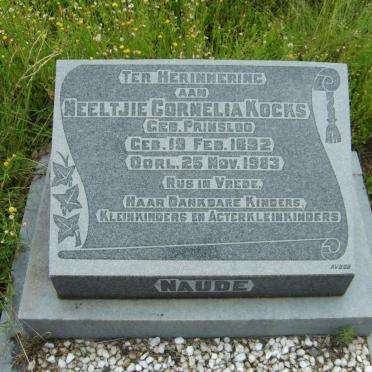 TER HERINNERING
AAN
NEELTJIE CORNELIA KOCKS
GEB. PRINSLOO
GEB. 19 FEB. 1892
OORL. 25 NOV. 1983
RUS IN VREDE.
HAAR DANKBARE KINDERS,
KLEINKINDERS EN AGTERKLEINKINDERS
NAUDE